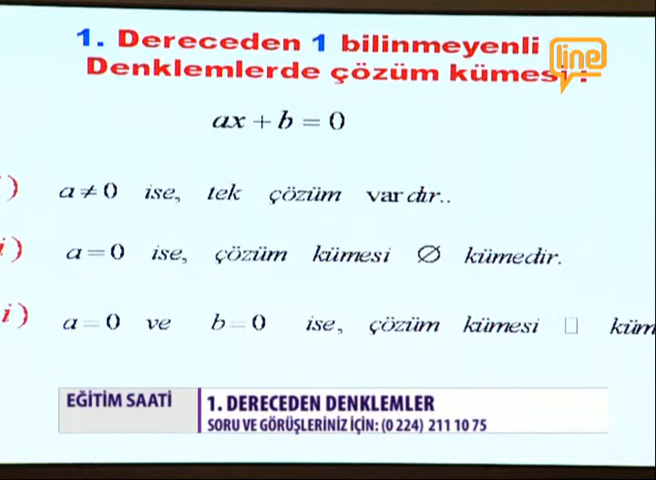 1. Dereceden 1 bilinmeyenli
line
Denklemlerde çözüm kümesi :
ax + b = 0
) a ≠ 0 ise, tek çözüm vardır..
i ) a = 0 ise, çözüm kümesi ∅ kümedir.
i ) a = 0 ve b = 0 ise, çözüm kümesi □ küm
EĞİTİM SAATİ
1. DERECEDEN DENKLEMLER
SORU VE GÖRÜŞLERİNİZ İÇİN: (0 224) 211 10 75